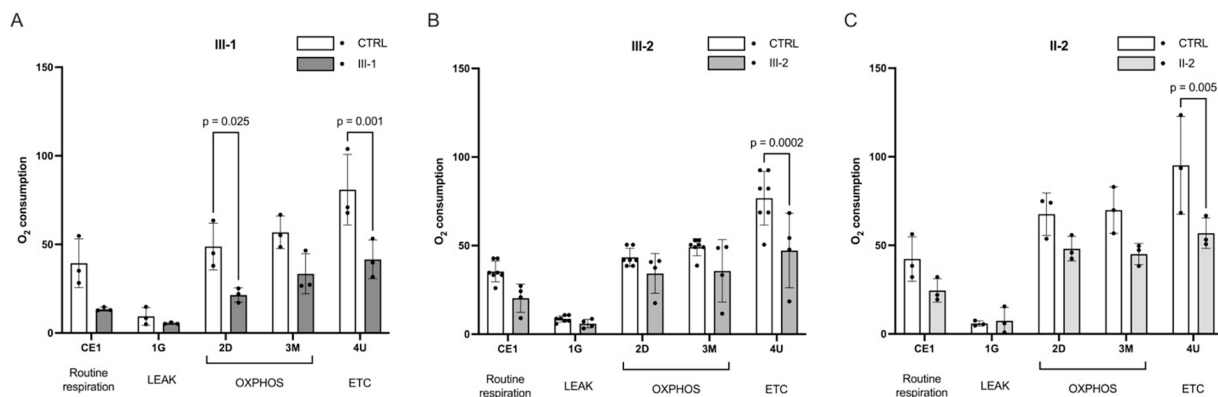 A
III-1
CTRL
III-1
150
100
50
0
O2 consumption
p = 0.025
p = 0.001
CE1 1G 2D 3M 4U
Routine respiration
LEAK
OXPHOS
ETC
B
III-2
CTRL
III-2
150
100
50
0
O2 consumption
p = 0.0002
CE1 1G 2D 3M 4U
Routine respiration
LEAK
OXPHOS
ETC
C
II-2
CTRL
II-2
150
100
50
0
O2 consumption
p = 0.005
CE1 1G 2D 3M 4U
Routine respiration
LEAK
OXPHOS
ETC